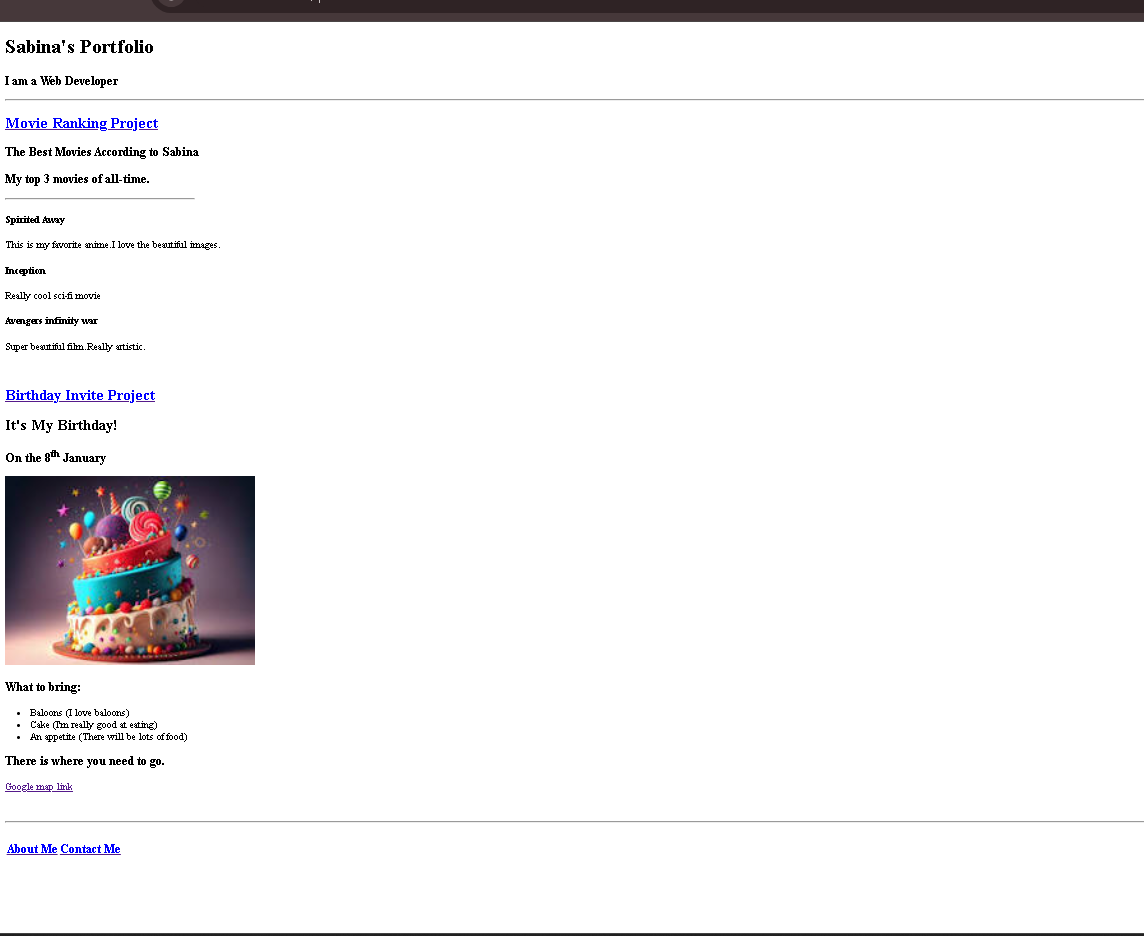 Sabina's Portfolio
I am a Web Developer
Movie Ranking Project
The Best Movies According to Sabina
My top 3 movies of all-time.
Spirited Away
This is my favorite anime.I love the beautiful images.
Inception
Really cool sci-fi movie
Avengers infinity war
Super beautiful film.Really artistic.
Birthday Invite Project
It's My Birthday!
On the 8th January
What to bring:
Baloons (I love baloons)
Cake (I'm really good at eating)
An appetite (There will be lots of food)
There is where you need to go.
Google map link
About Me Contact Me